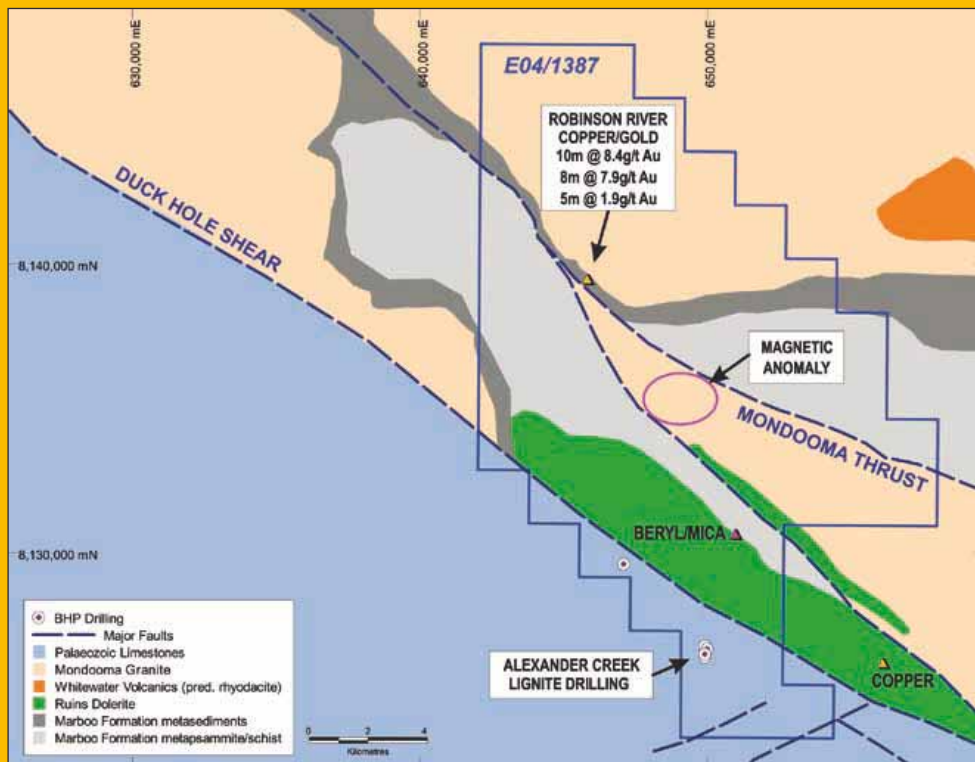 630,000 mE
640,000 mE
650,000 mE
E04/1387
ROBINSON RIVER
COPPER/GOLD
10m @ 8.4g/t Au
8m @ 7.9g/t Au
5m @ 1.9g/t Au
DUCK HOLE SHEAR
8,140,000 mN
MAGNETIC
ANOMALY
MONDOOMA THRUST
BERYL/MICA
8,130,000 mN
ALEXANDER CREEK
LIGNITE DRILLING
COPPER
BHP Drilling
Major Faults
Palaeozoic Limestones
Mondooma Granite
Whitewater Volcanics (pred. rhyodacite)
Ruins Dolerite
Marboo Formation metasediments
Marboo Formation metapsammite/schist
0 2 4
Kilometres